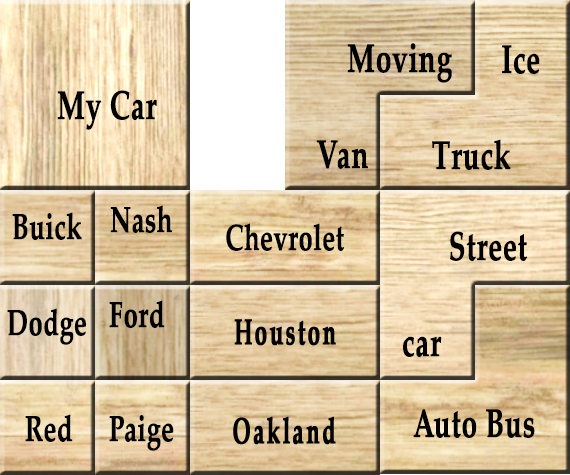 My Car
Moving
Van
Ice
Truck
Buick
Nash
Chevrolet
Street
car
Dodge
Ford
Houston
Red
Paige
Oakland
Auto Bus